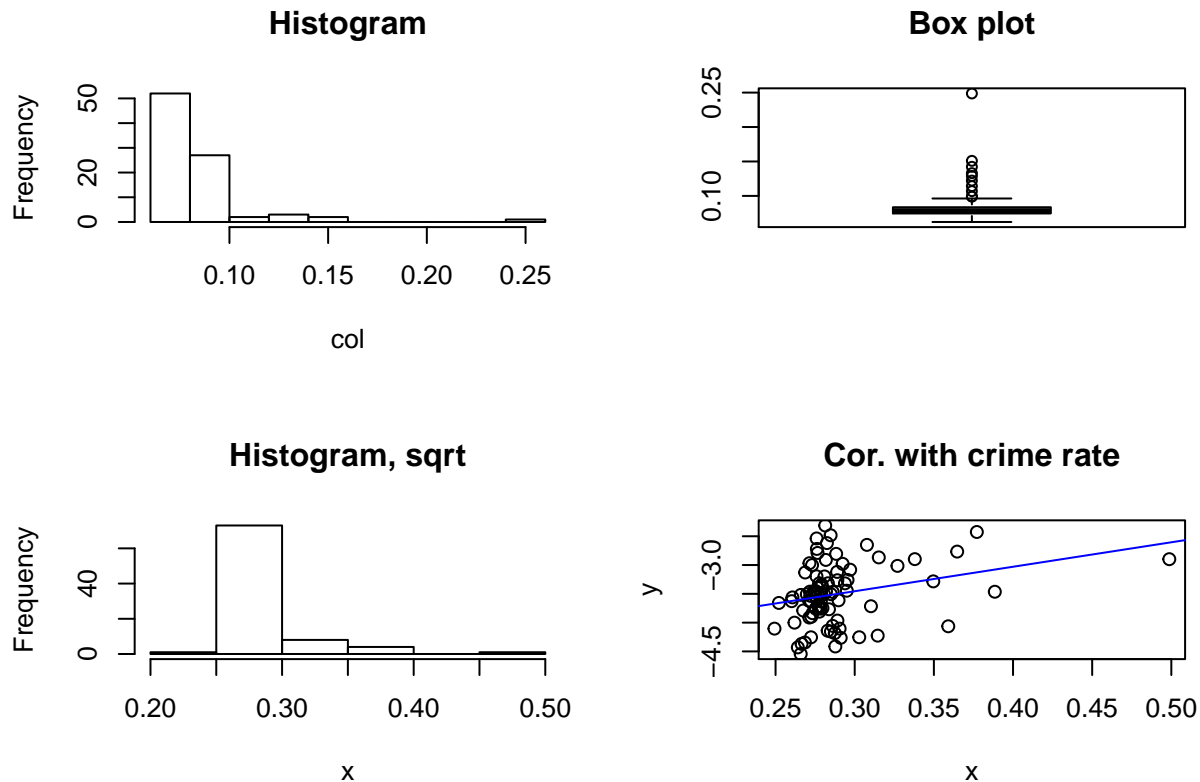 Histogram
Frequency
0 20 50
0.10 0.15 0.20 0.25
col
Box plot
0.10 0.25
Histogram, sqrt
Frequency
0 40
0.20 0.30 0.40 0.50
x
Cor. with crime rate
y
−4.5 −3.0
0.25 0.30 0.35 0.40 0.45 0.50
x